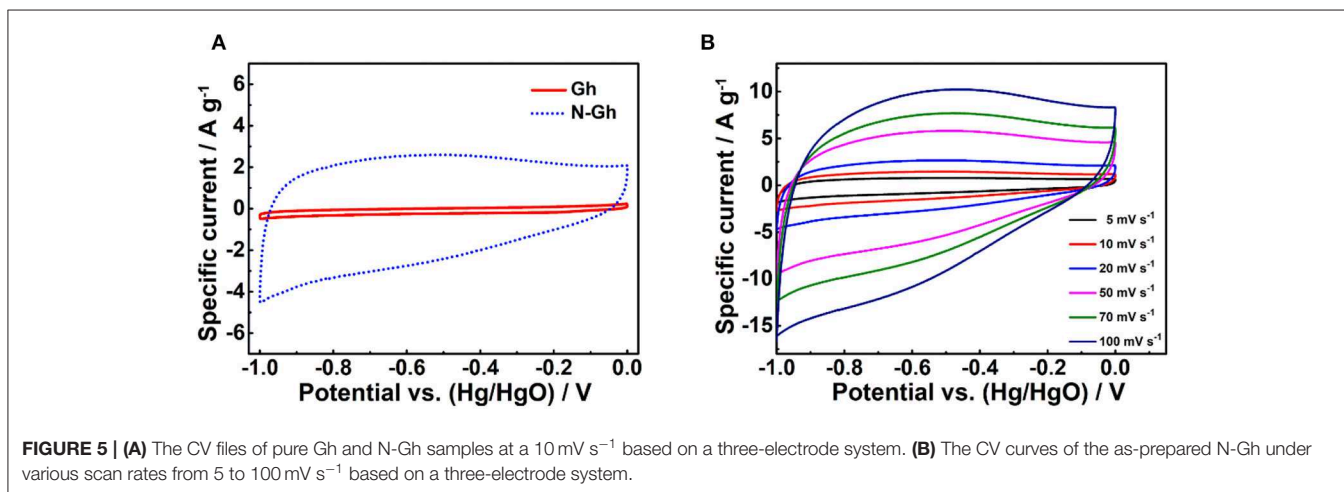 A
Specific current / A g⁻¹
6
4
2
0
-2
-4
-6
Gh
N-Gh
-1.0 -0.8 -0.6 -0.4 -0.2 0.0
Potential vs. (Hg/HgO) / V
B
Specific current / A g⁻¹
10
5
0
-5
-10
-15
5 mV s⁻¹
10 mV s⁻¹
20 mV s⁻¹
50 mV s⁻¹
70 mV s⁻¹
100 mV s⁻¹
-1.0 -0.8 -0.6 -0.4 -0.2 0.0
Potential vs. (Hg/HgO) / V
FIGURE 5 | (A) The CV files of pure Gh and N-Gh samples at a 10 mV s⁻¹ based on a three-electrode system. (B) The CV curves of the as-prepared N-Gh under
various scan rates from 5 to 100 mV s⁻¹ based on a three-electrode system.